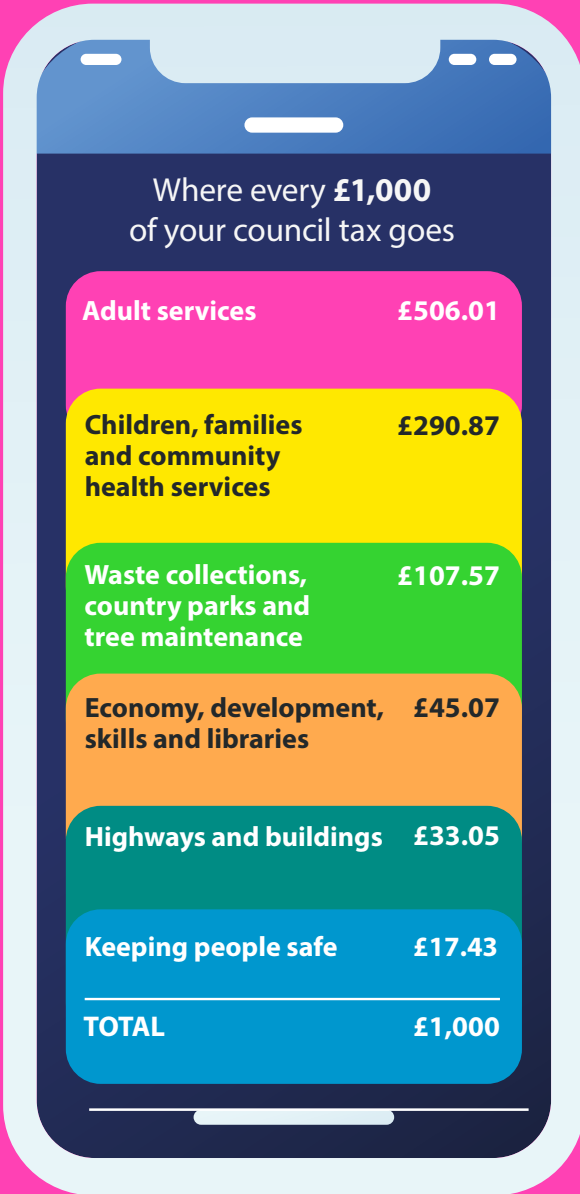 Where every £1,000
of your council tax goes
Adult services £506.01
Children, families £290.87
and community
health services
Waste collections, £107.57
country parks and
tree maintenance
Economy, development, £45.07
skills and libraries
Highways and buildings £33.05
Keeping people safe £17.43
TOTAL £1,000